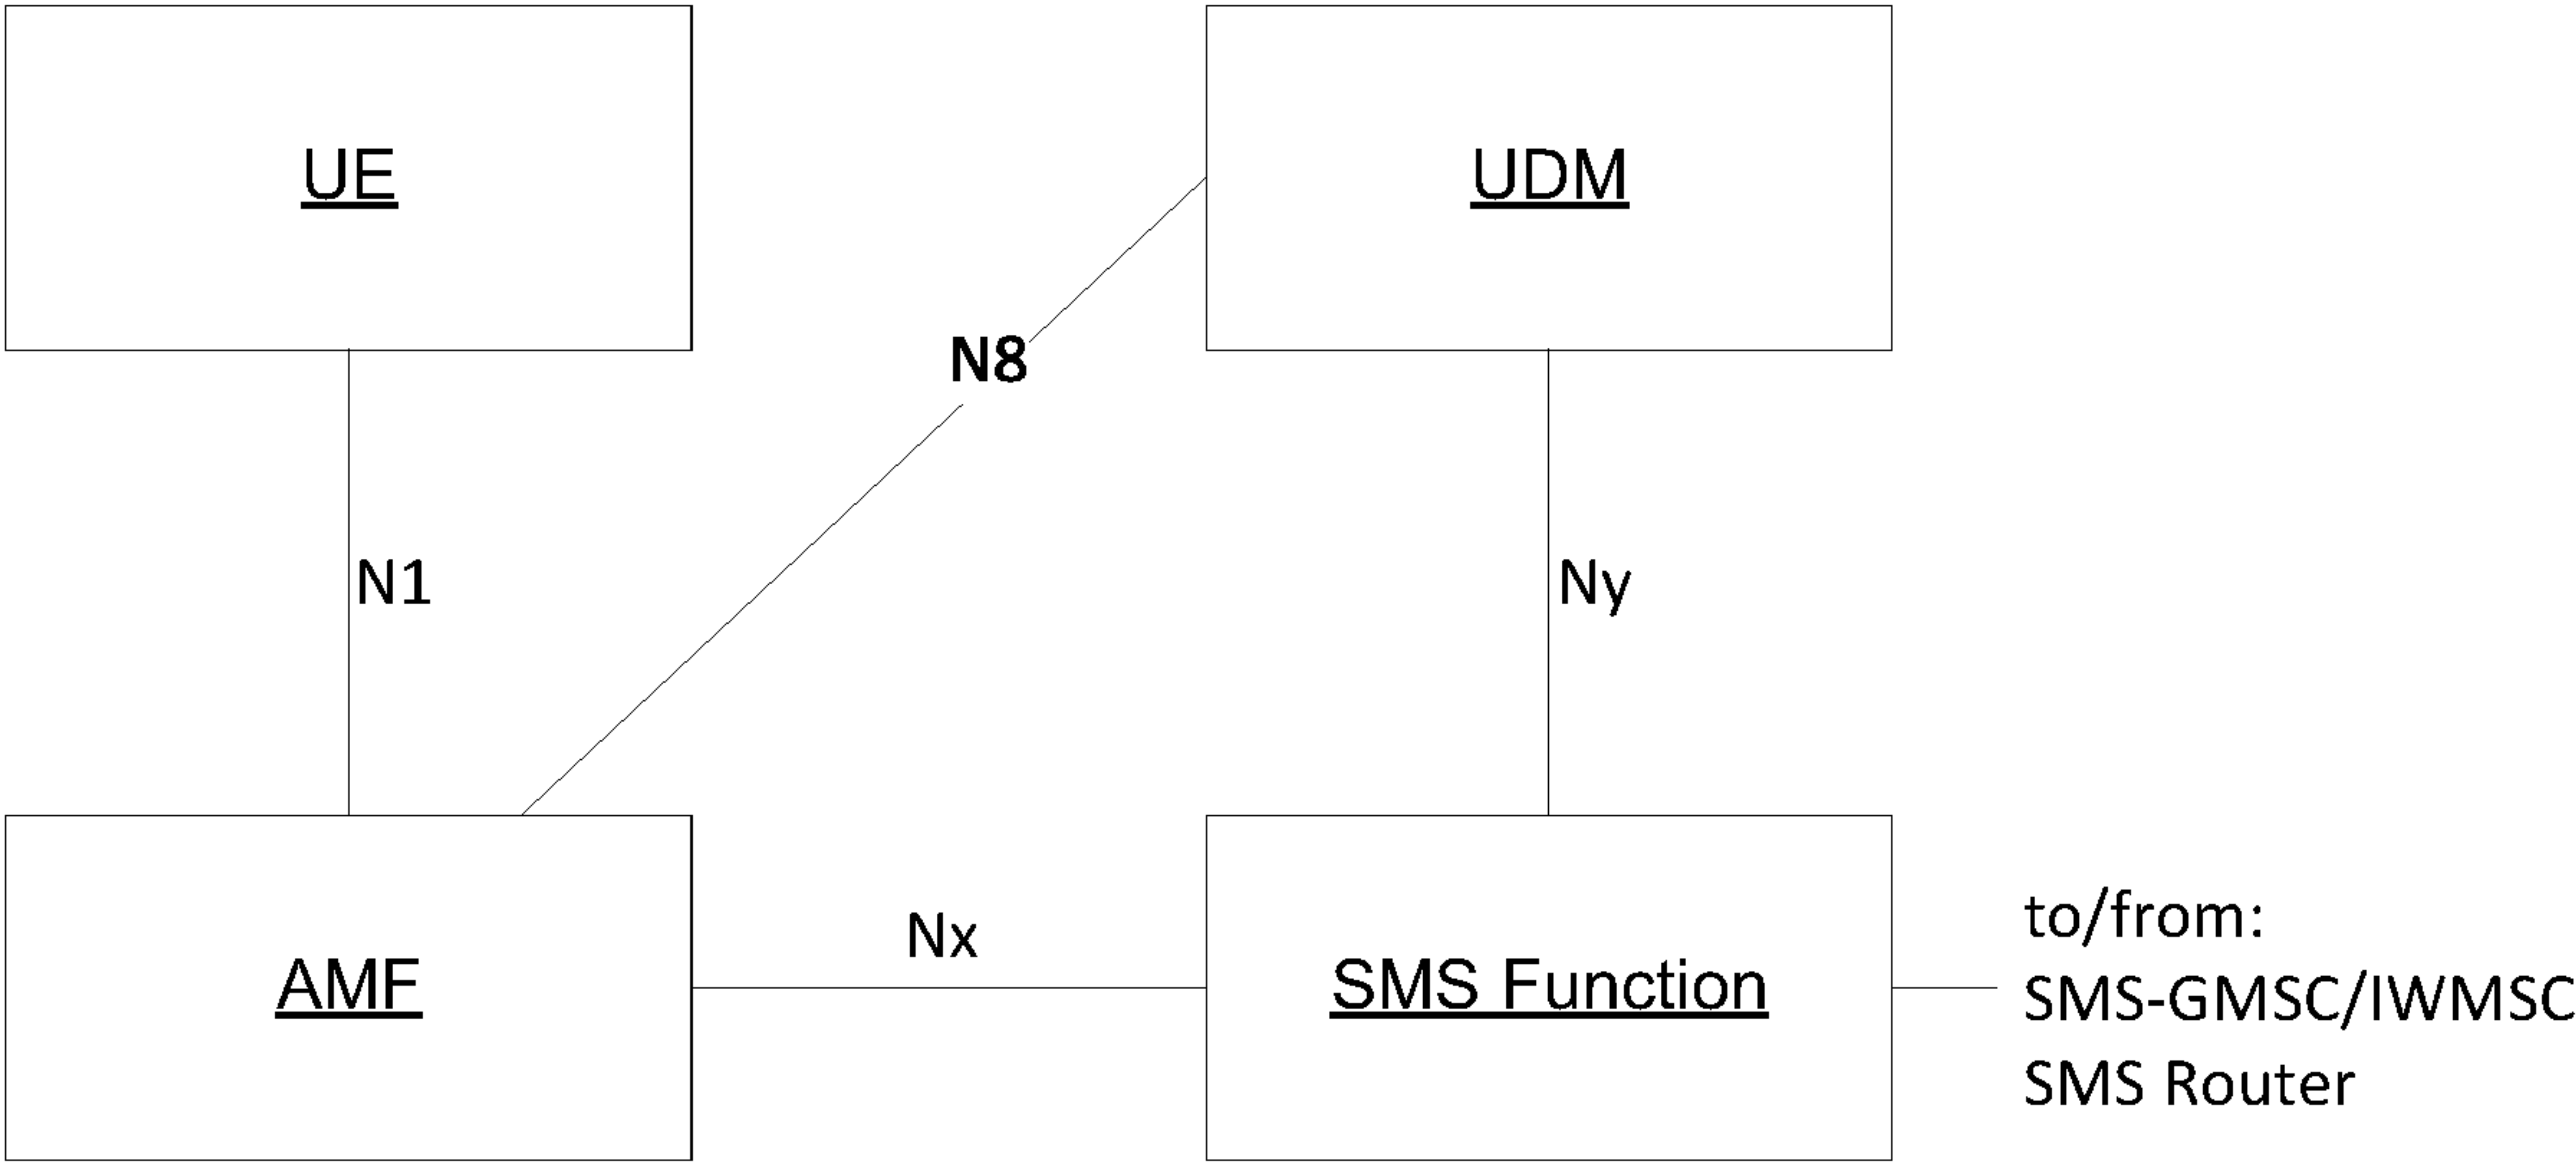 UE
UDM
N8
N1
Ny
AMF
Nx
SMS Function
to/from:
SMS-GMSC/IWMSC
SMS Router